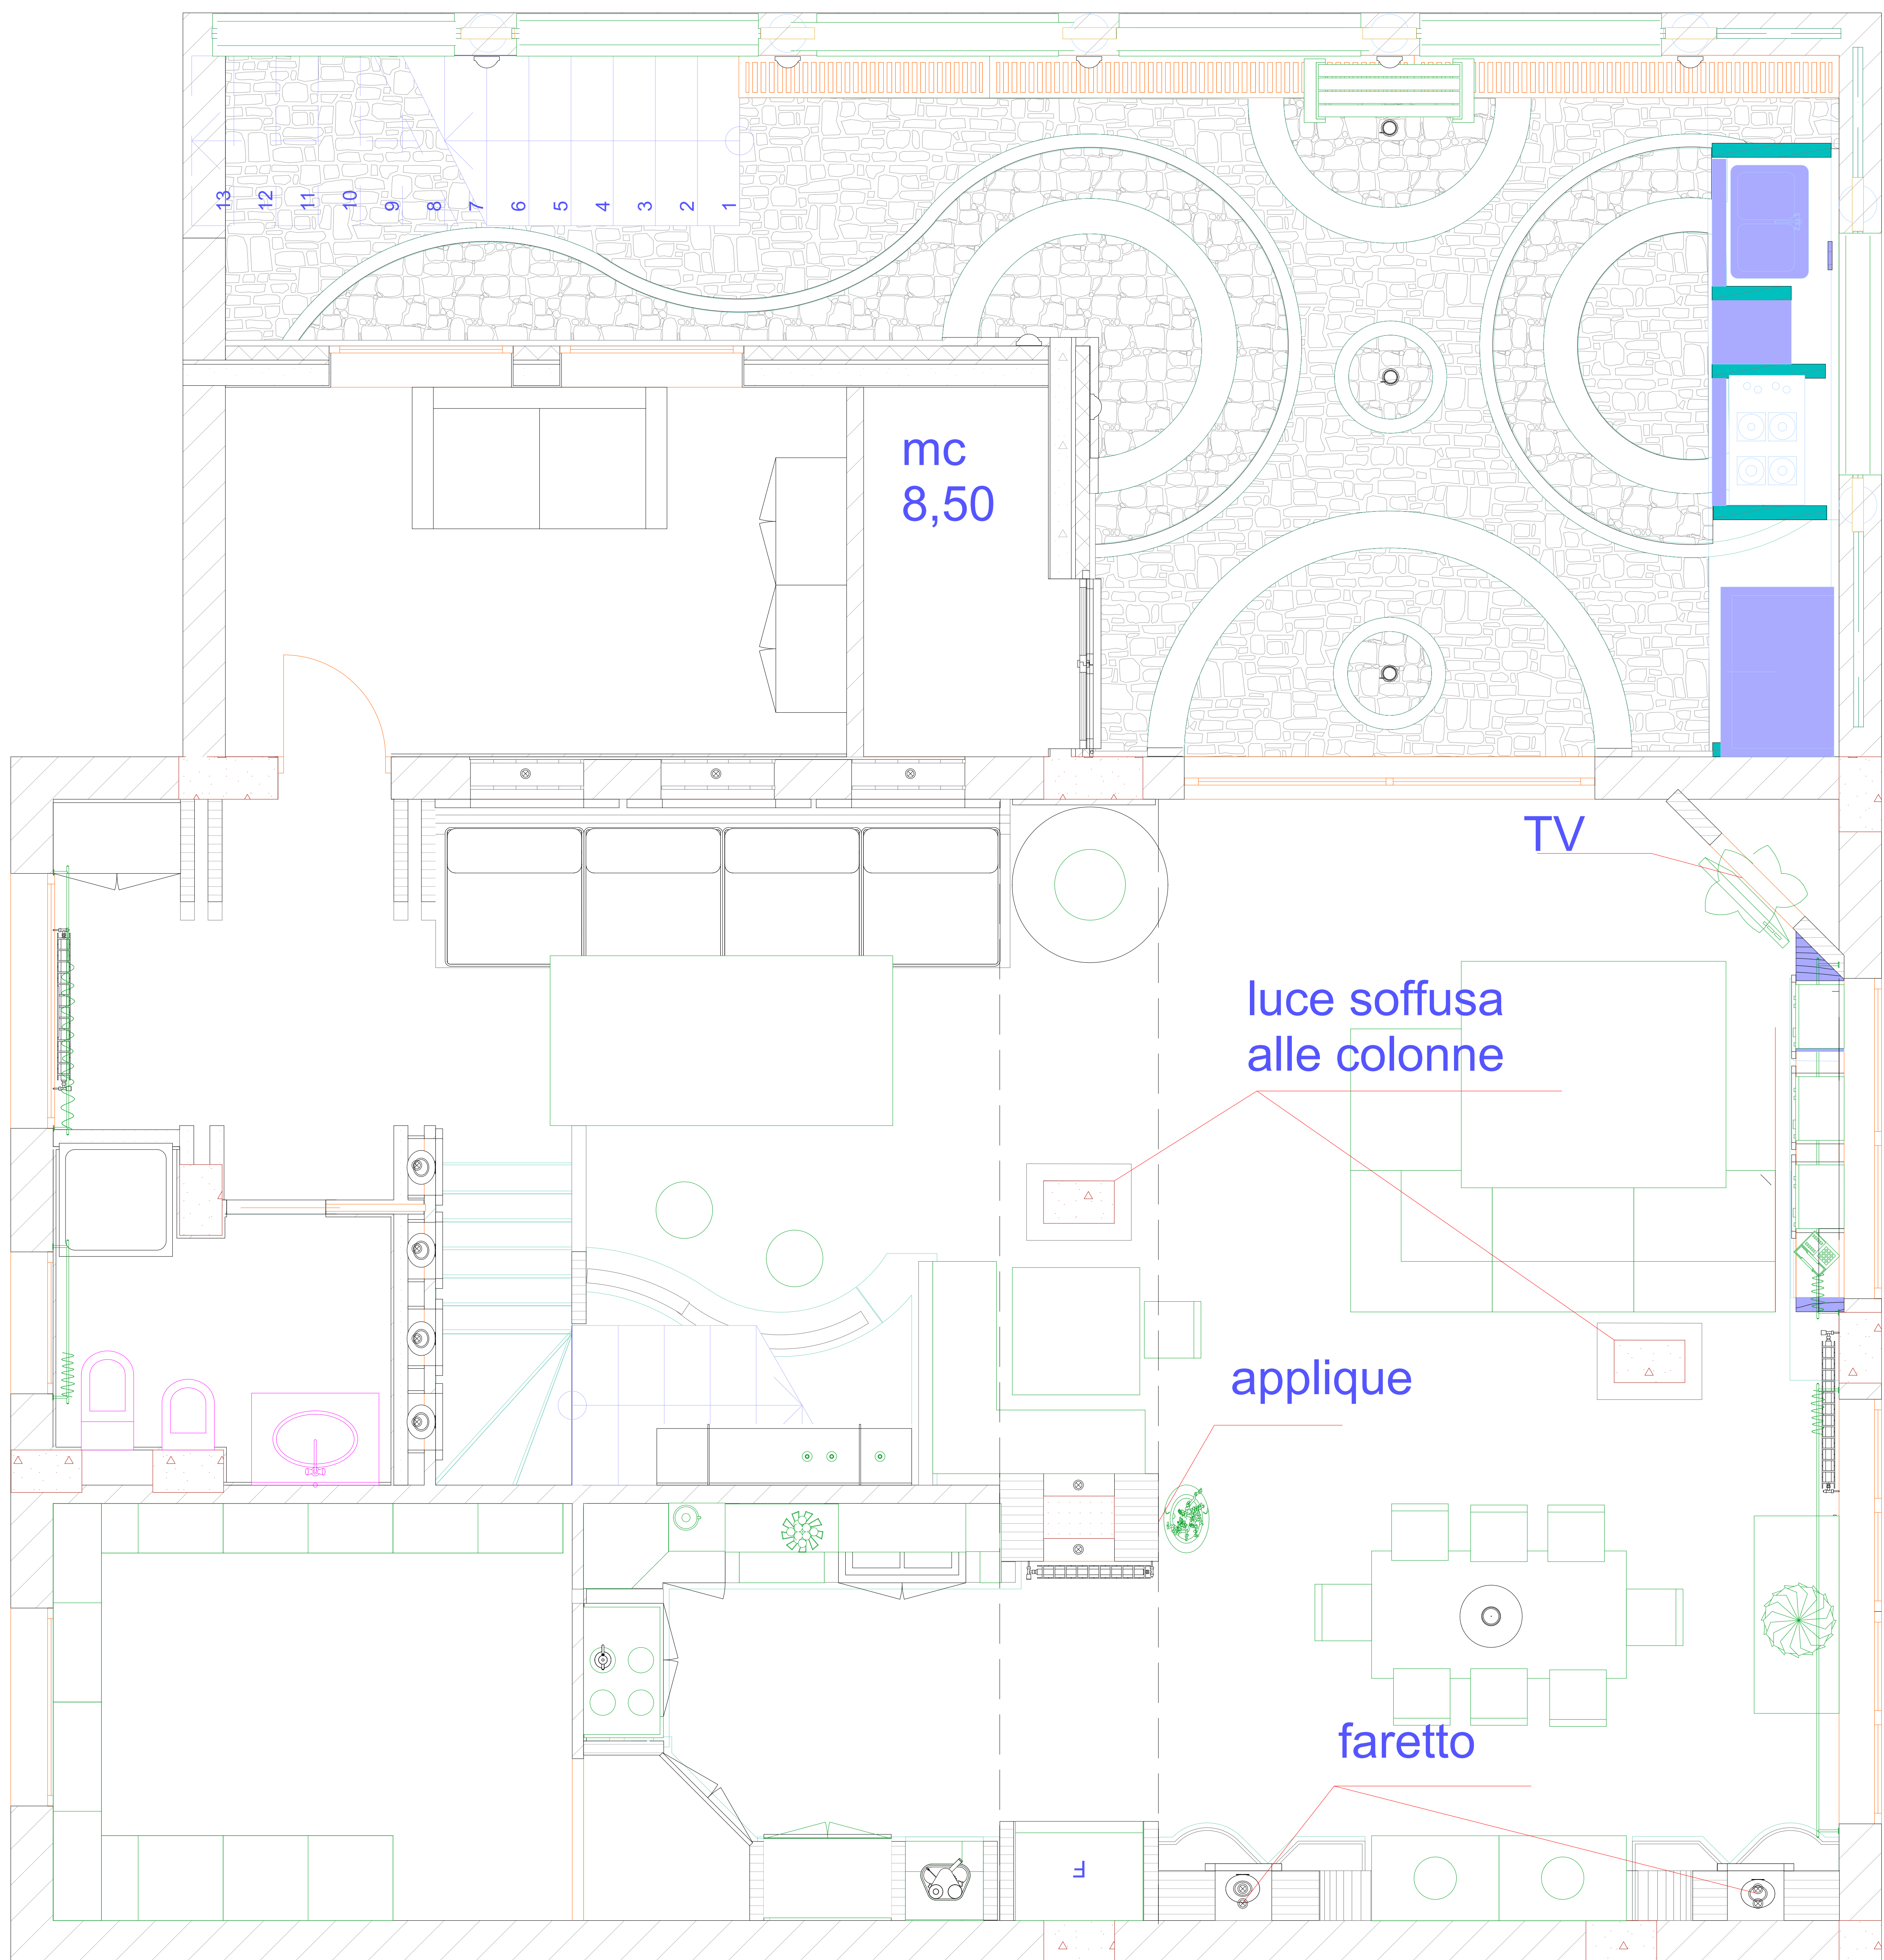 13 12 11 10 9 8 7 6 5 4 3 2 1
mc
8,50
TV
luce soffusa
alle colonne
applique
faretto
F